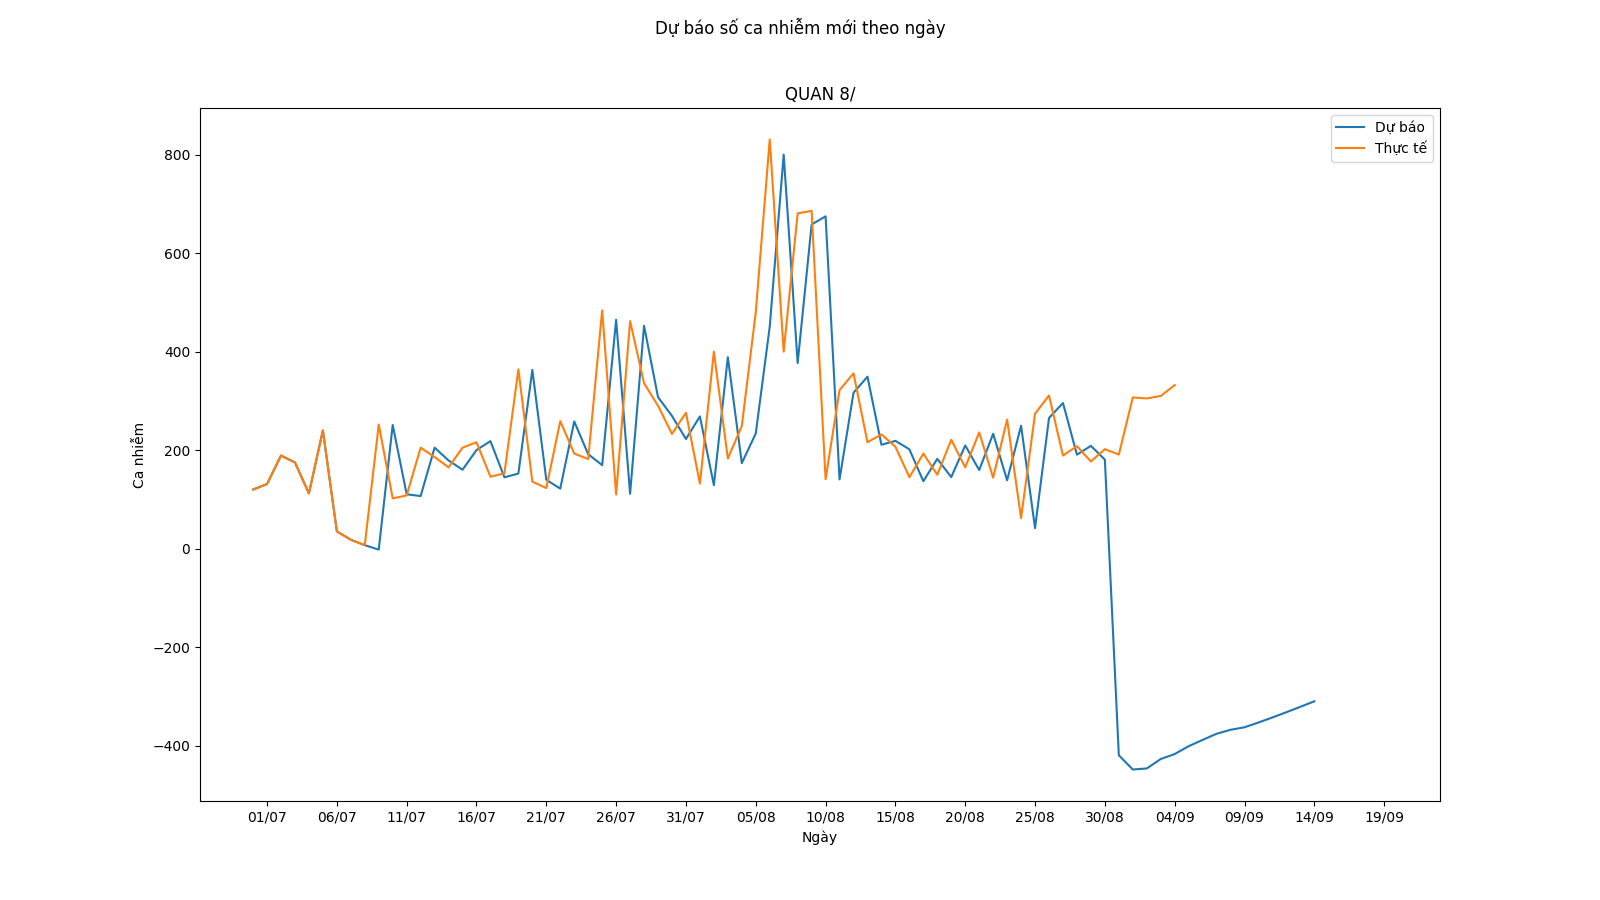 Dự báo số ca nhiễm mới theo ngày
QUAN 8/
Dự báo
Thực tế
Ca nhiễm
800
600
400
200
0
−200
−400
01/07 06/07 11/07 16/07 21/07 26/07 31/07 05/08 10/08 15/08 20/08 25/08 30/08 04/09 09/09 14/09 19/09
Ngày